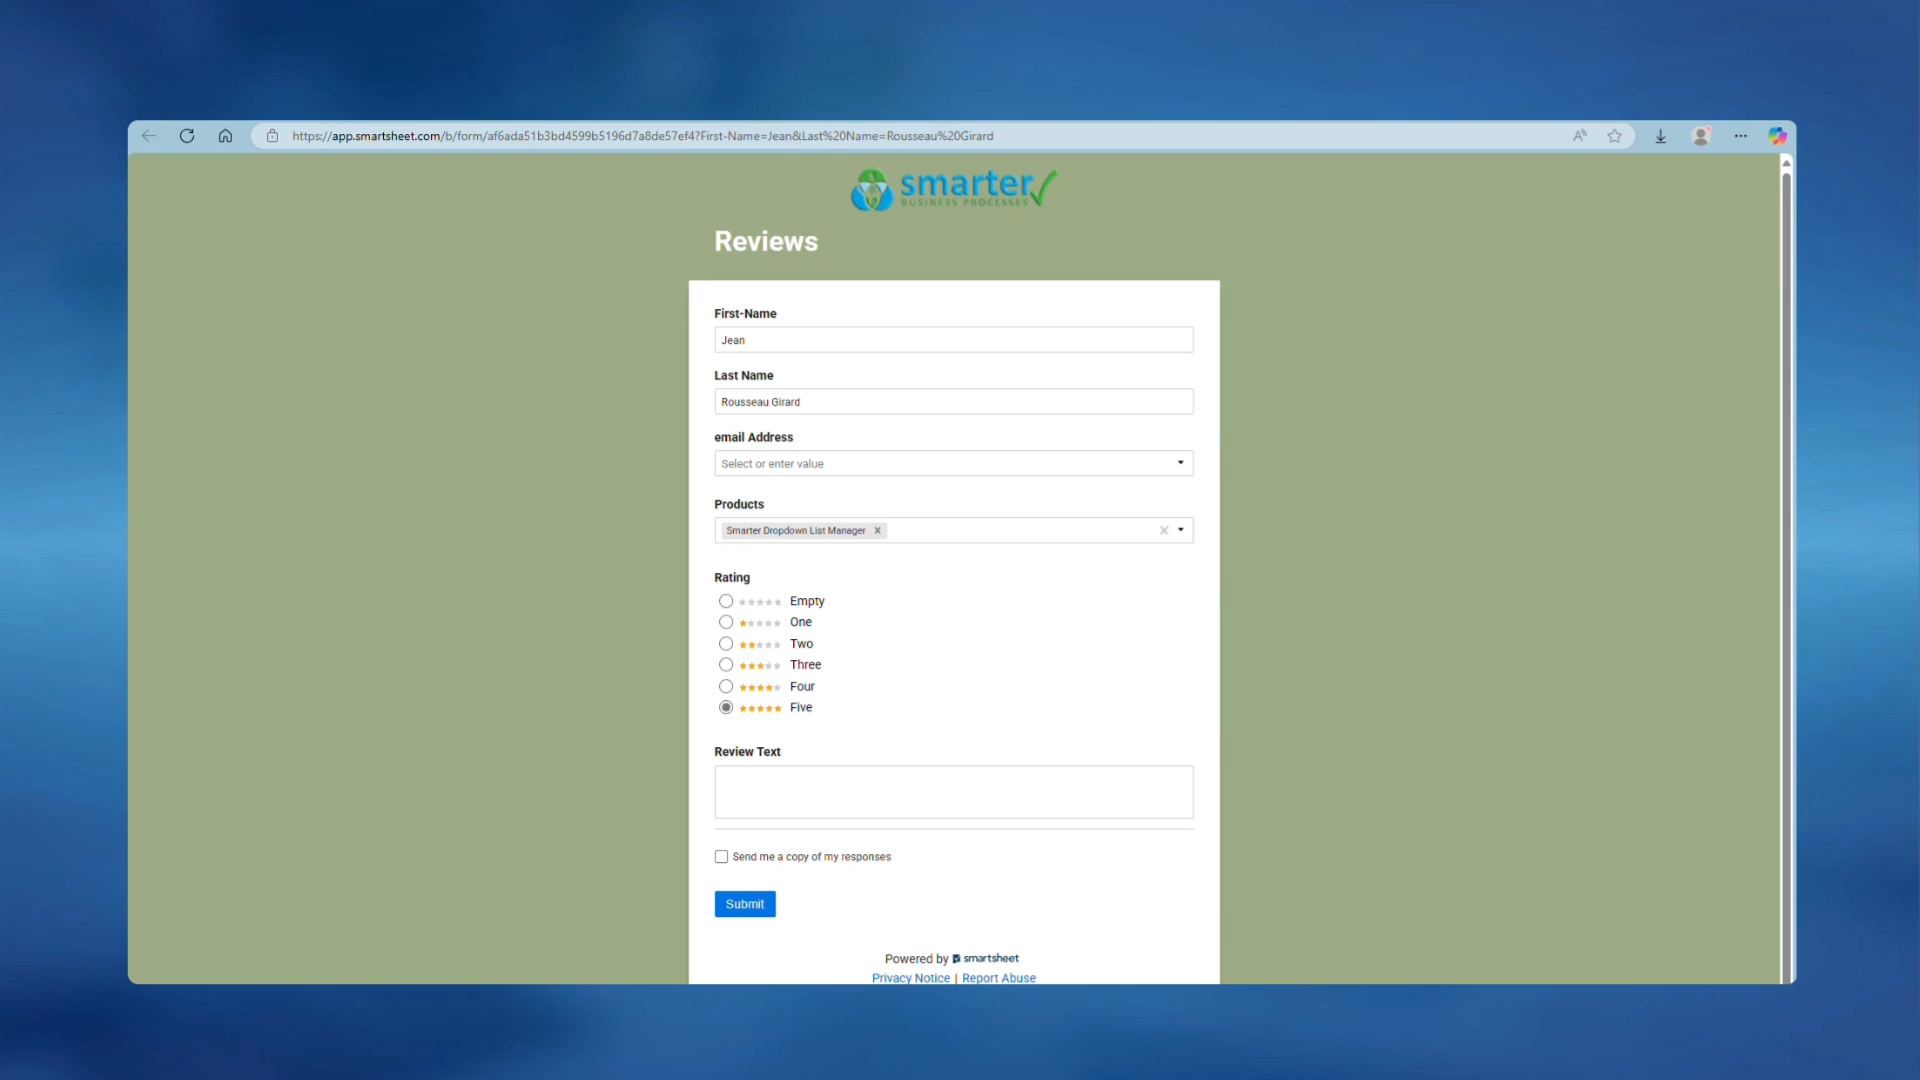 https://app.smartsheet.com/b/form/af6ada51b3bd4599b5196d7a8de57ef4?First-Name=Jean&Last%20Name=Rousseau%20Girard
smarter
BUSINESS PROCESSES
Reviews
First-Name
Jean
Last Name
Rousseau Girard
email Address
Select or enter value
Products
Smarter Dropdown List Manager
Rating
Empty
One
Two
Three
Four
Five
Review Text
Send me a copy of my responses
Submit
Powered by smartsheet
Privacy Notice | Report Abuse